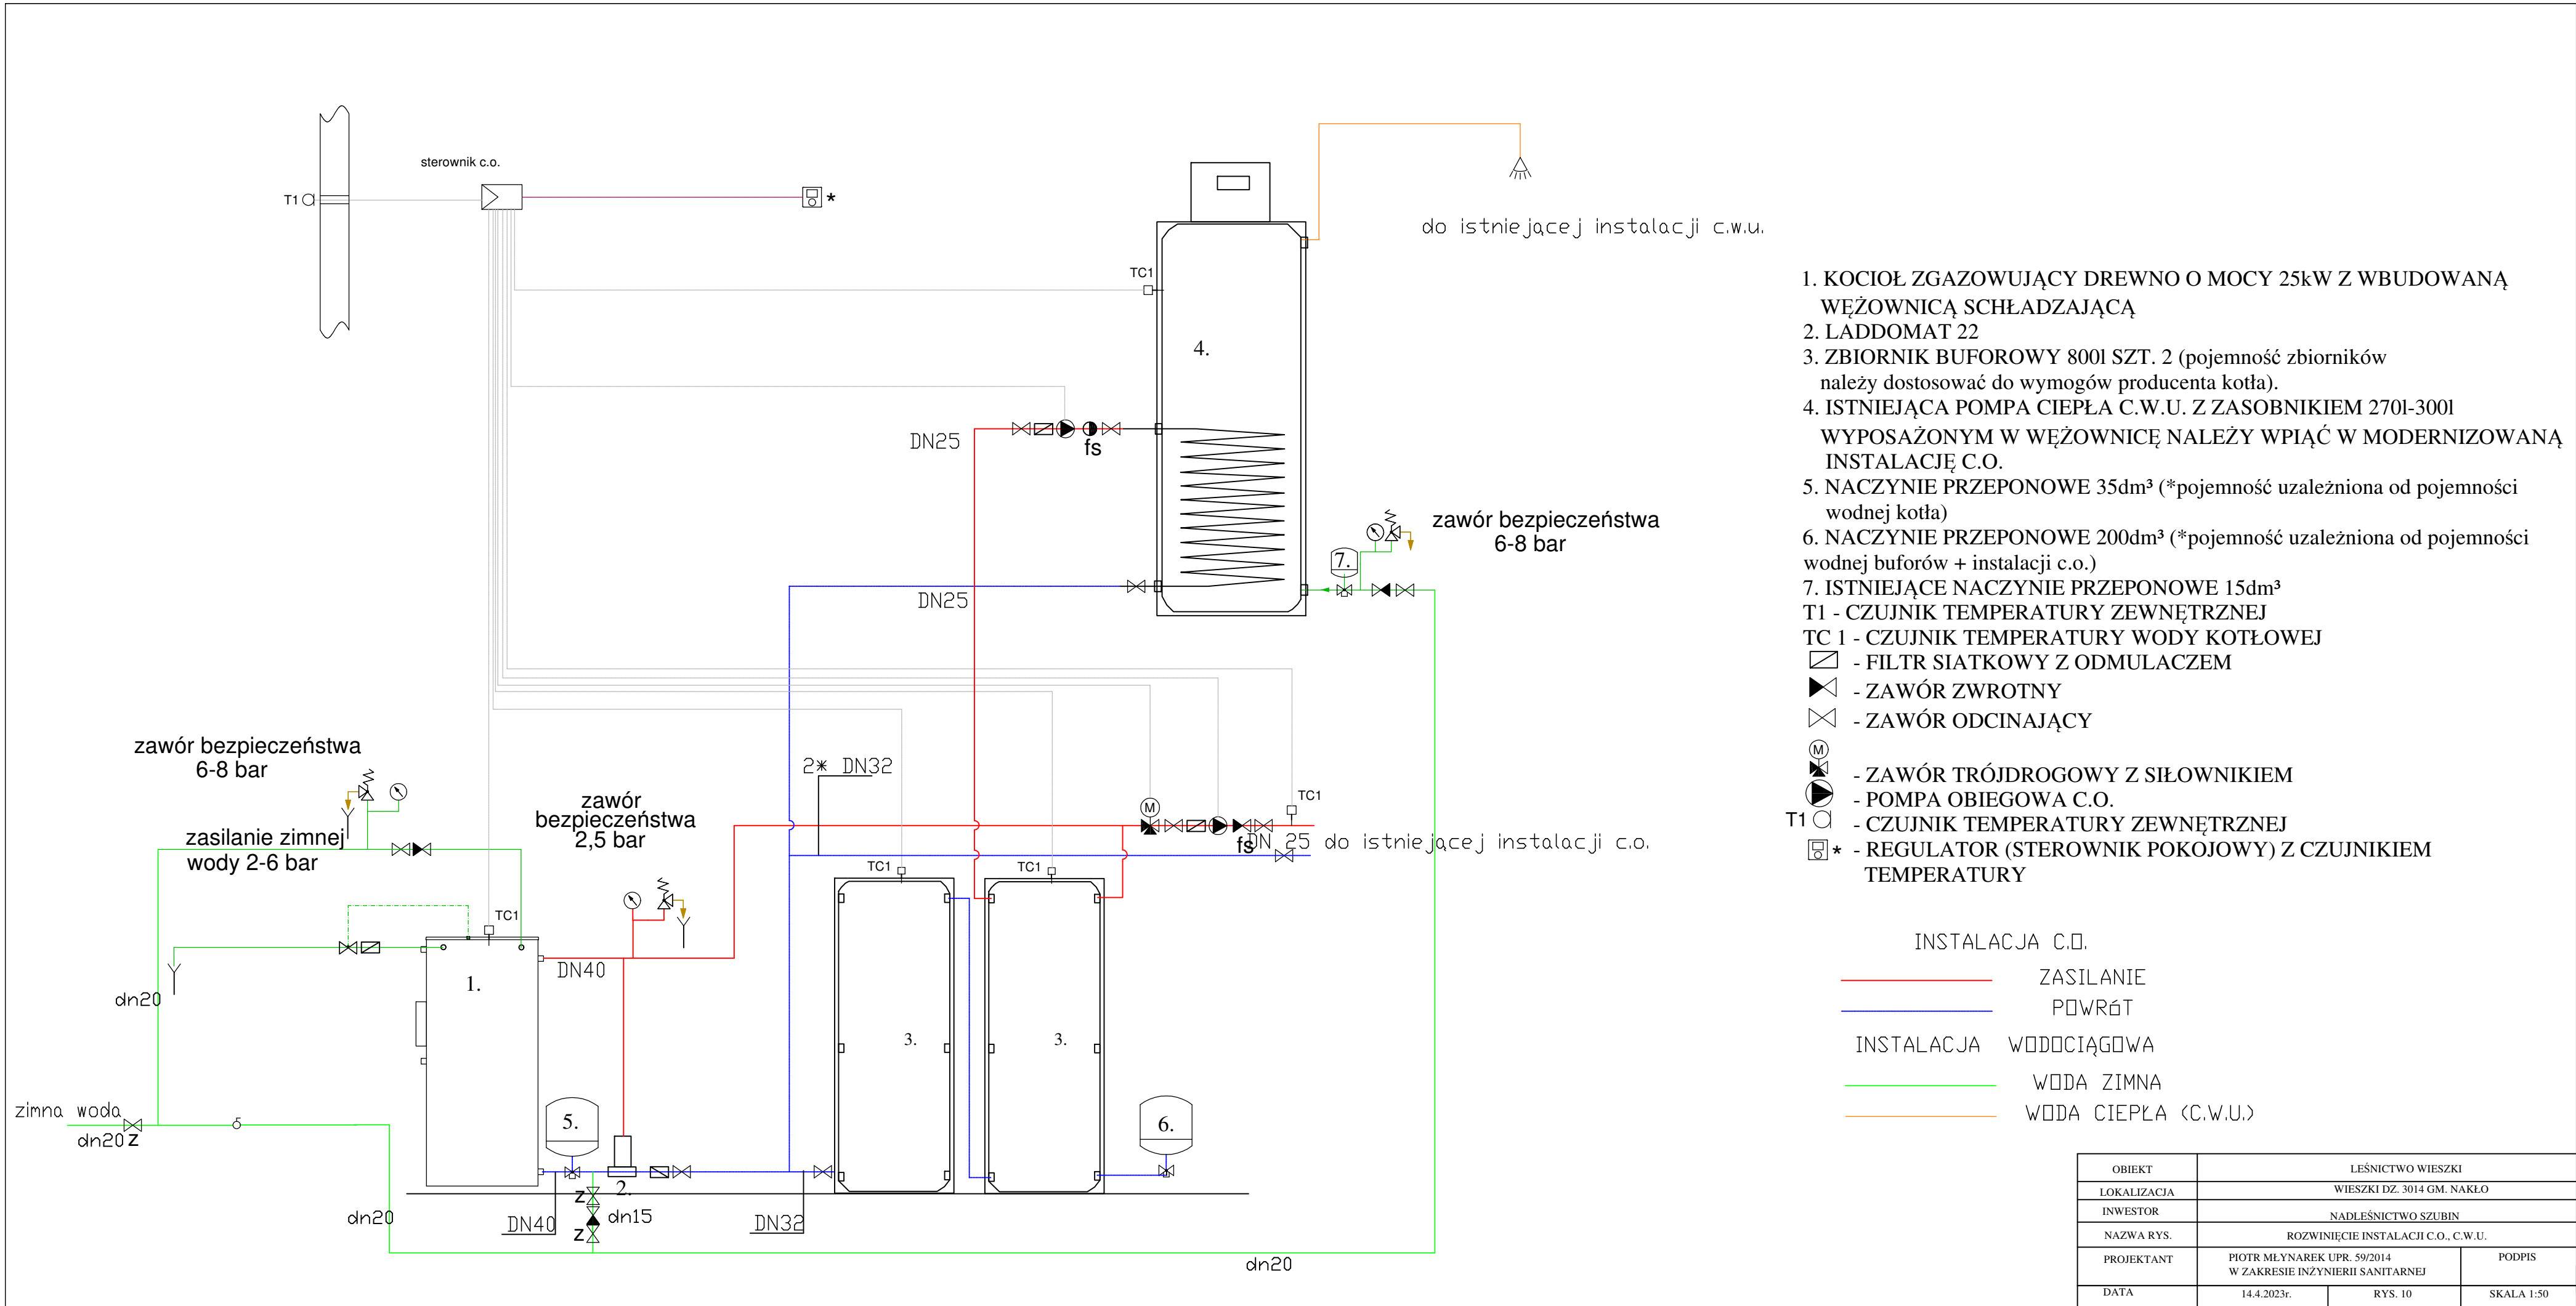 sterownik c.o.
T1
*
do istniejącej instalacji c.w.u.
TC1
4.
DN25
fs
DN25
zawór bezpieczeństwa
6-8 bar
7.
zawór bezpieczeństwa
6-8 bar
zasilanie zimnej
wody 2-6 bar
zawór
bezpieczeństwa
2,5 bar
2* DN32
M
TC1
fs
DN 25 do istniejącej instalacji c.o.
TC1
TC1
TC1
DN40
1.
dn20
3.
3.
zimna woda
dn20 z
5.
6.
2.
z
dn15
z
dn20
DN40
DN32
dn20
1. KOCIOŁ ZGAZOWUJĄCY DREWNO O MOCY 25kW Z WBUDOWANĄ
WĘŻOWNICĄ SCHŁADZAJĄCĄ
2. LADDOMAT 22
3. ZBIORNIK BUFOROWY 800l SZT. 2 (pojemność zbiorników
należy dostosować do wymogów producenta kotła).
4. ISTNIEJĄCA POMPA CIEPŁA C.W.U. Z ZASOBNIKIEM 270l-300l
WYPOSAŻONYM W WĘŻOWNICĘ NALEŻY WPIĄĆ W MODERNIZOWANĄ
INSTALACJĘ C.O.
5. NACZYNIE PRZEPONOWE 35dm³ (*pojemność uzależniona od pojemności
wodnej kotła)
6. NACZYNIE PRZEPONOWE 200dm³ (*pojemność uzależniona od pojemności
wodnej buforów + instalacji c.o.)
7. ISTNIEJĄCE NACZYNIE PRZEPONOWE 15dm³
T1 - CZUJNIK TEMPERATURY ZEWNĘTRZNEJ
TC 1 - CZUJNIK TEMPERATURY WODY KOTŁOWEJ
- FILTR SIATKOWY Z ODMULACZEM
- ZAWÓR ZWROTNY
- ZAWÓR ODCINAJĄCY
M
- ZAWÓR TRÓJDROGOWY Z SIŁOWNIKIEM
- POMPA OBIEGOWA C.O.
T1 - CZUJNIK TEMPERATURY ZEWNĘTRZNEJ
* - REGULATOR (STEROWNIK POKOJOWY) Z CZUJNIKIEM
TEMPERATURY
INSTALACJA C.O.
ZASILANIE
POWRóT
INSTALACJA WODOCIĄGOWA
WODA ZIMNA
WODA CIEPŁA (C.W.U.)
OBIEKT LEŚNICTWO WIESZKI
LOKALIZACJA WIESZKI DZ. 3014 GM. NAKŁO
INWESTOR NADLEŚNICTWO SZUBIN
NAZWA RYS. ROZWINIĘCIE INSTALACJI C.O., C.W.U.
PROJEKTANT PIOTR MŁYNAREK UPR. 59/2014 PODPIS
W ZAKRESIE INŻYNIERII SANITARNEJ
DATA 14.4.2023r. RYS. 10 SKALA 1:50